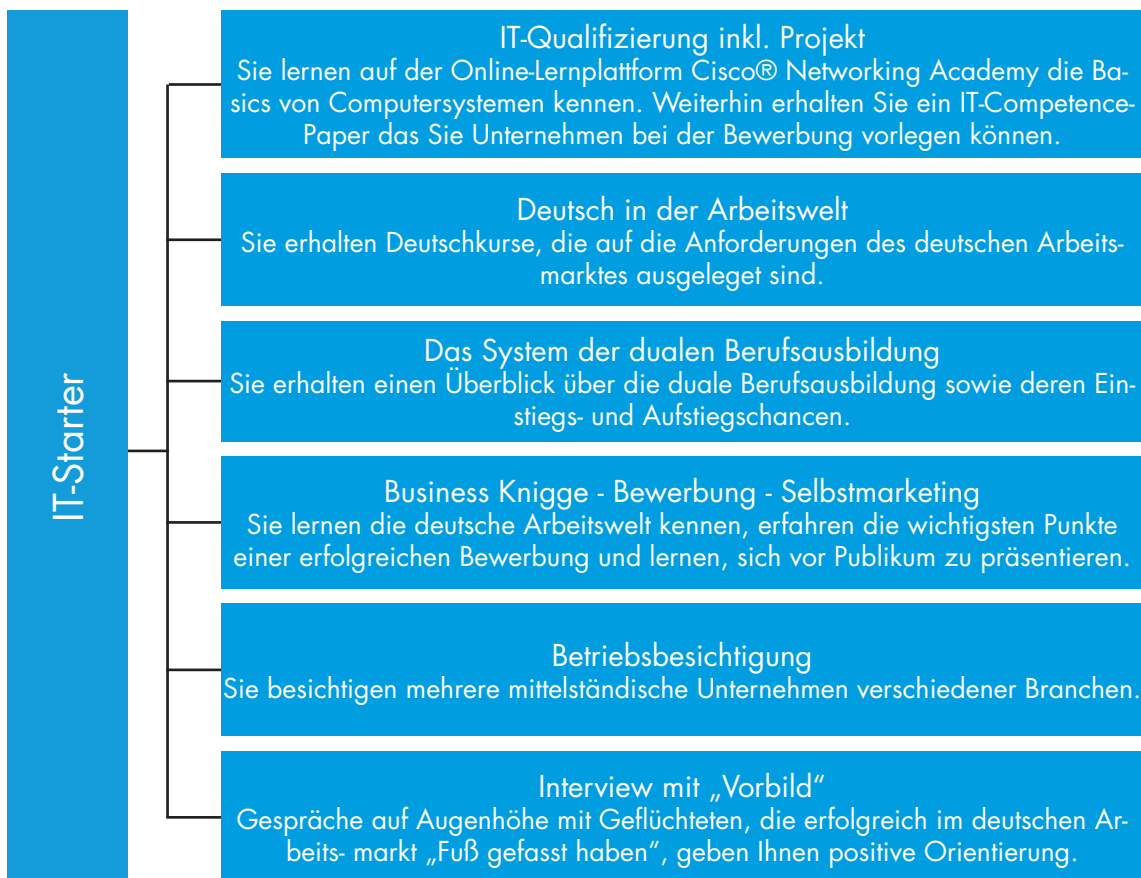 IT-Starter
IT-Qualifizierung inkl. Projekt
Sie lernen auf der Online-Lernplattform Cisco® Networking Academy die Ba-
sics von Computersystemen kennen. Weiterhin erhalten Sie ein IT-Competence-
Paper das Sie Unternehmen bei der Bewerbung vorlegen können.
Deutsch in der Arbeitswelt
Sie erhalten Deutschkurse, die auf die Anforderungen des deutschen Arbeits-
marktes ausgeleget sind.
Das System der dualen Berufsausbildung
Sie erhalten einen Überblick über die duale Berufsausbildung sowie deren Ein-
stiegs- und Aufstiegschancen.
Business Knigge - Bewerbung - Selbstmarketing
Sie lernen die deutsche Arbeitswelt kennen, erfahren die wichtigsten Punkte
einer erfolgreichen Bewerbung und lernen, sich vor Publikum zu präsentieren.
Betriebsbesichtigung
Sie besichtigen mehrere mittelständische Unternehmen verschiedener Branchen.
Interview mit „Vorbild“
Gespräche auf Augenhöhe mit Geflüchteten, die erfolgreich im deutschen Ar-
beits- markt „Fuß gefasst haben“, geben Ihnen positive Orientierung.